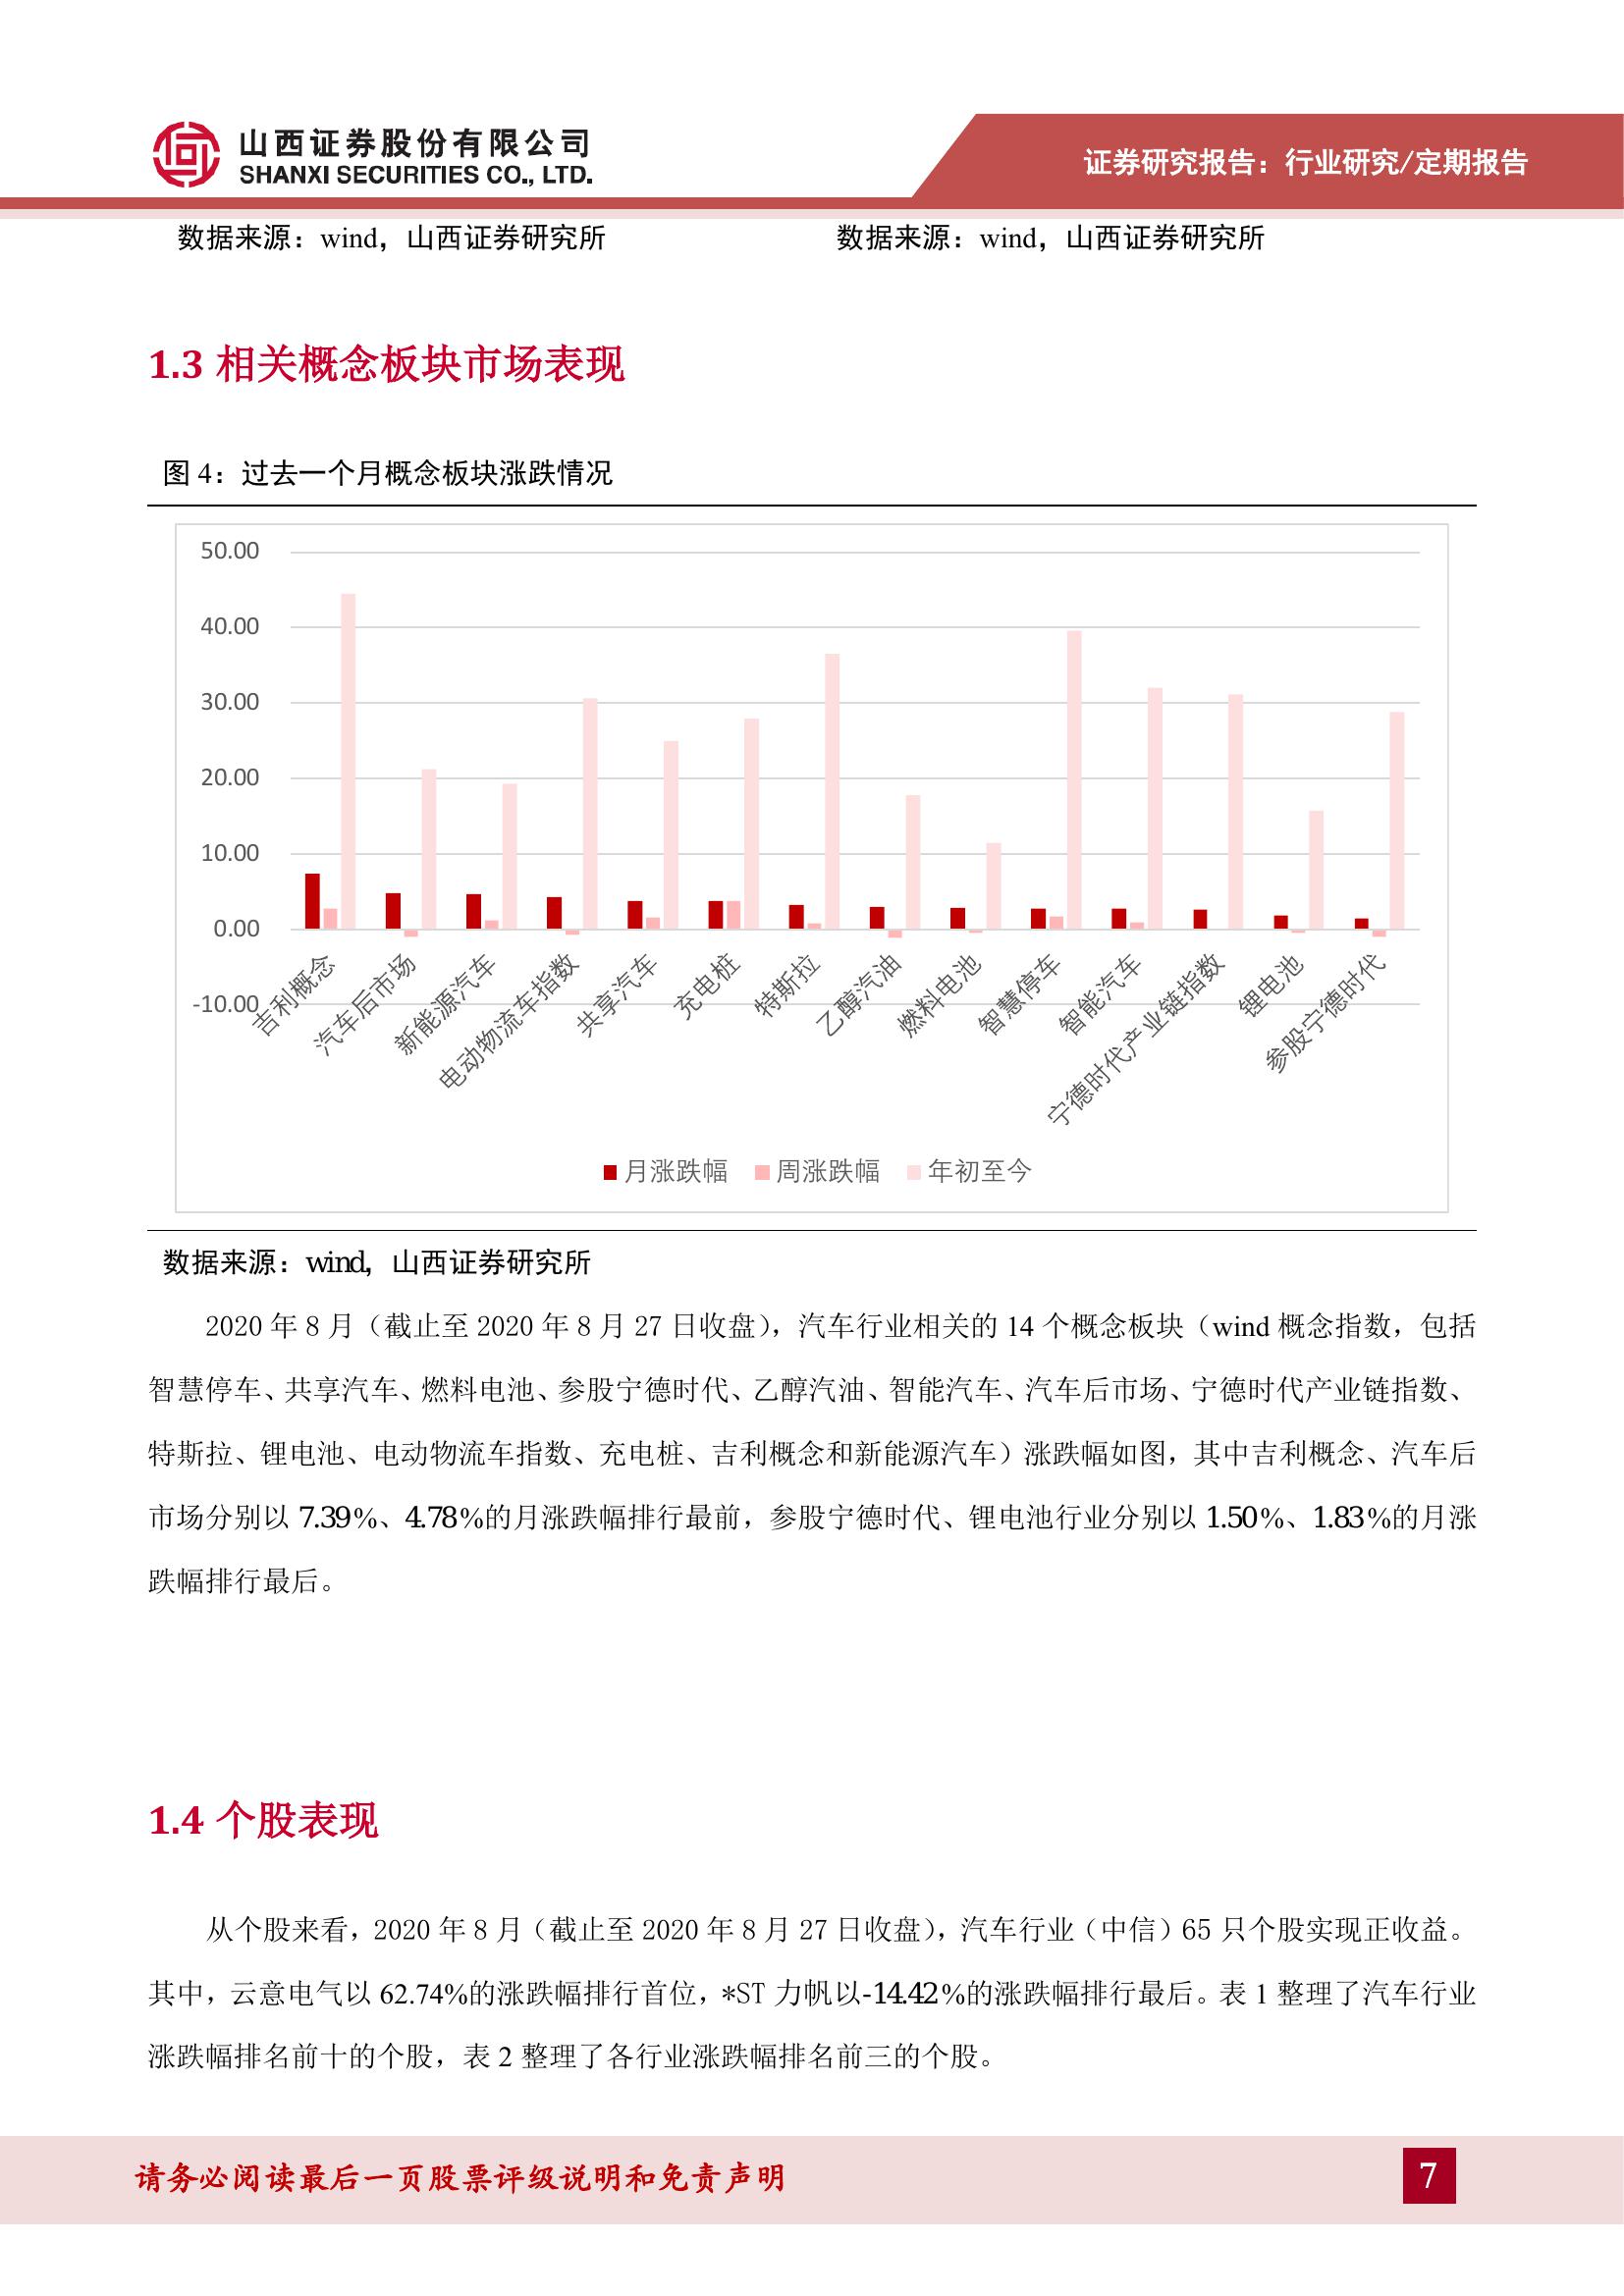 山西证券股份有限公司
SHANXI SECURITIES CO., LTD.
证券研究报告：行业研究/定期报告
数据来源：wind，山西证券研究所
数据来源：wind，山西证券研究所
1.3 相关概念板块市场表现
图 4：过去一个月概念板块涨跌情况
50.00
40.00
30.00
20.00
10.00
0.00
-10.00
吉利概念
汽车后市场
新能源汽车
电动物流车指数
共享汽车
充电桩
特斯拉
乙醇汽油
燃料电池
智慧停车
智能汽车
宁德时代产业链指数
锂电池
参股宁德时代
月涨跌幅 周涨跌幅 年初至今
数据来源：wind，山西证券研究所
2020 年 8 月（截止至 2020 年 8 月 27 日收盘），汽车行业相关的 14 个概念板块（wind 概念指数，包括
智慧停车、共享汽车、燃料电池、参股宁德时代、乙醇汽油、智能汽车、汽车后市场、宁德时代产业链指数、
特斯拉、锂电池、电动物流车指数、充电桩、吉利概念和新能源汽车）涨跌幅如图，其中吉利概念、汽车后
市场分别以 7.39%、4.78%的月涨跌幅排行最前，参股宁德时代、锂电池行业分别以 1.50%、1.83%的月涨
跌幅排行最后。
1.4 个股表现
从个股来看，2020 年 8 月（截止至 2020 年 8 月 27 日收盘），汽车行业（中信）65 只个股实现正收益。
其中，云意电气以 62.74%的涨跌幅排行首位，*ST 力帆以-14.42%的涨跌幅排行最后。表 1 整理了汽车行业
涨跌幅排名前十的个股，表 2 整理了各行业涨跌幅排名前三的个股。
请务必阅读最后一页股票评级说明和免责声明
7